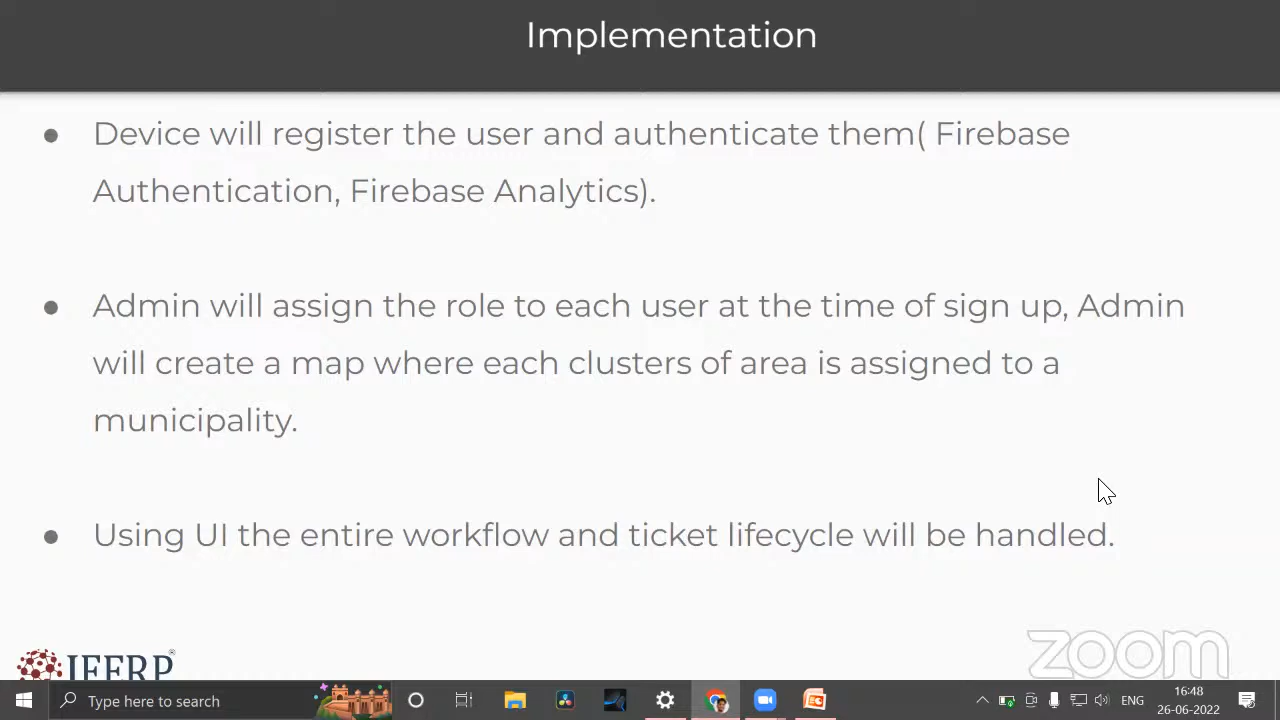 Implementation
● Device will register the user and authenticate them( Firebase
Authentication, Firebase Analytics).
● Admin will assign the role to each user at the time of sign up, Admin
will create a map where each clusters of area is assigned to a
municipality.
● Using UI the entire workflow and ticket lifecycle will be handled.
IFERP®
zoom
Type here to search
ENG
16:48
26-06-2022